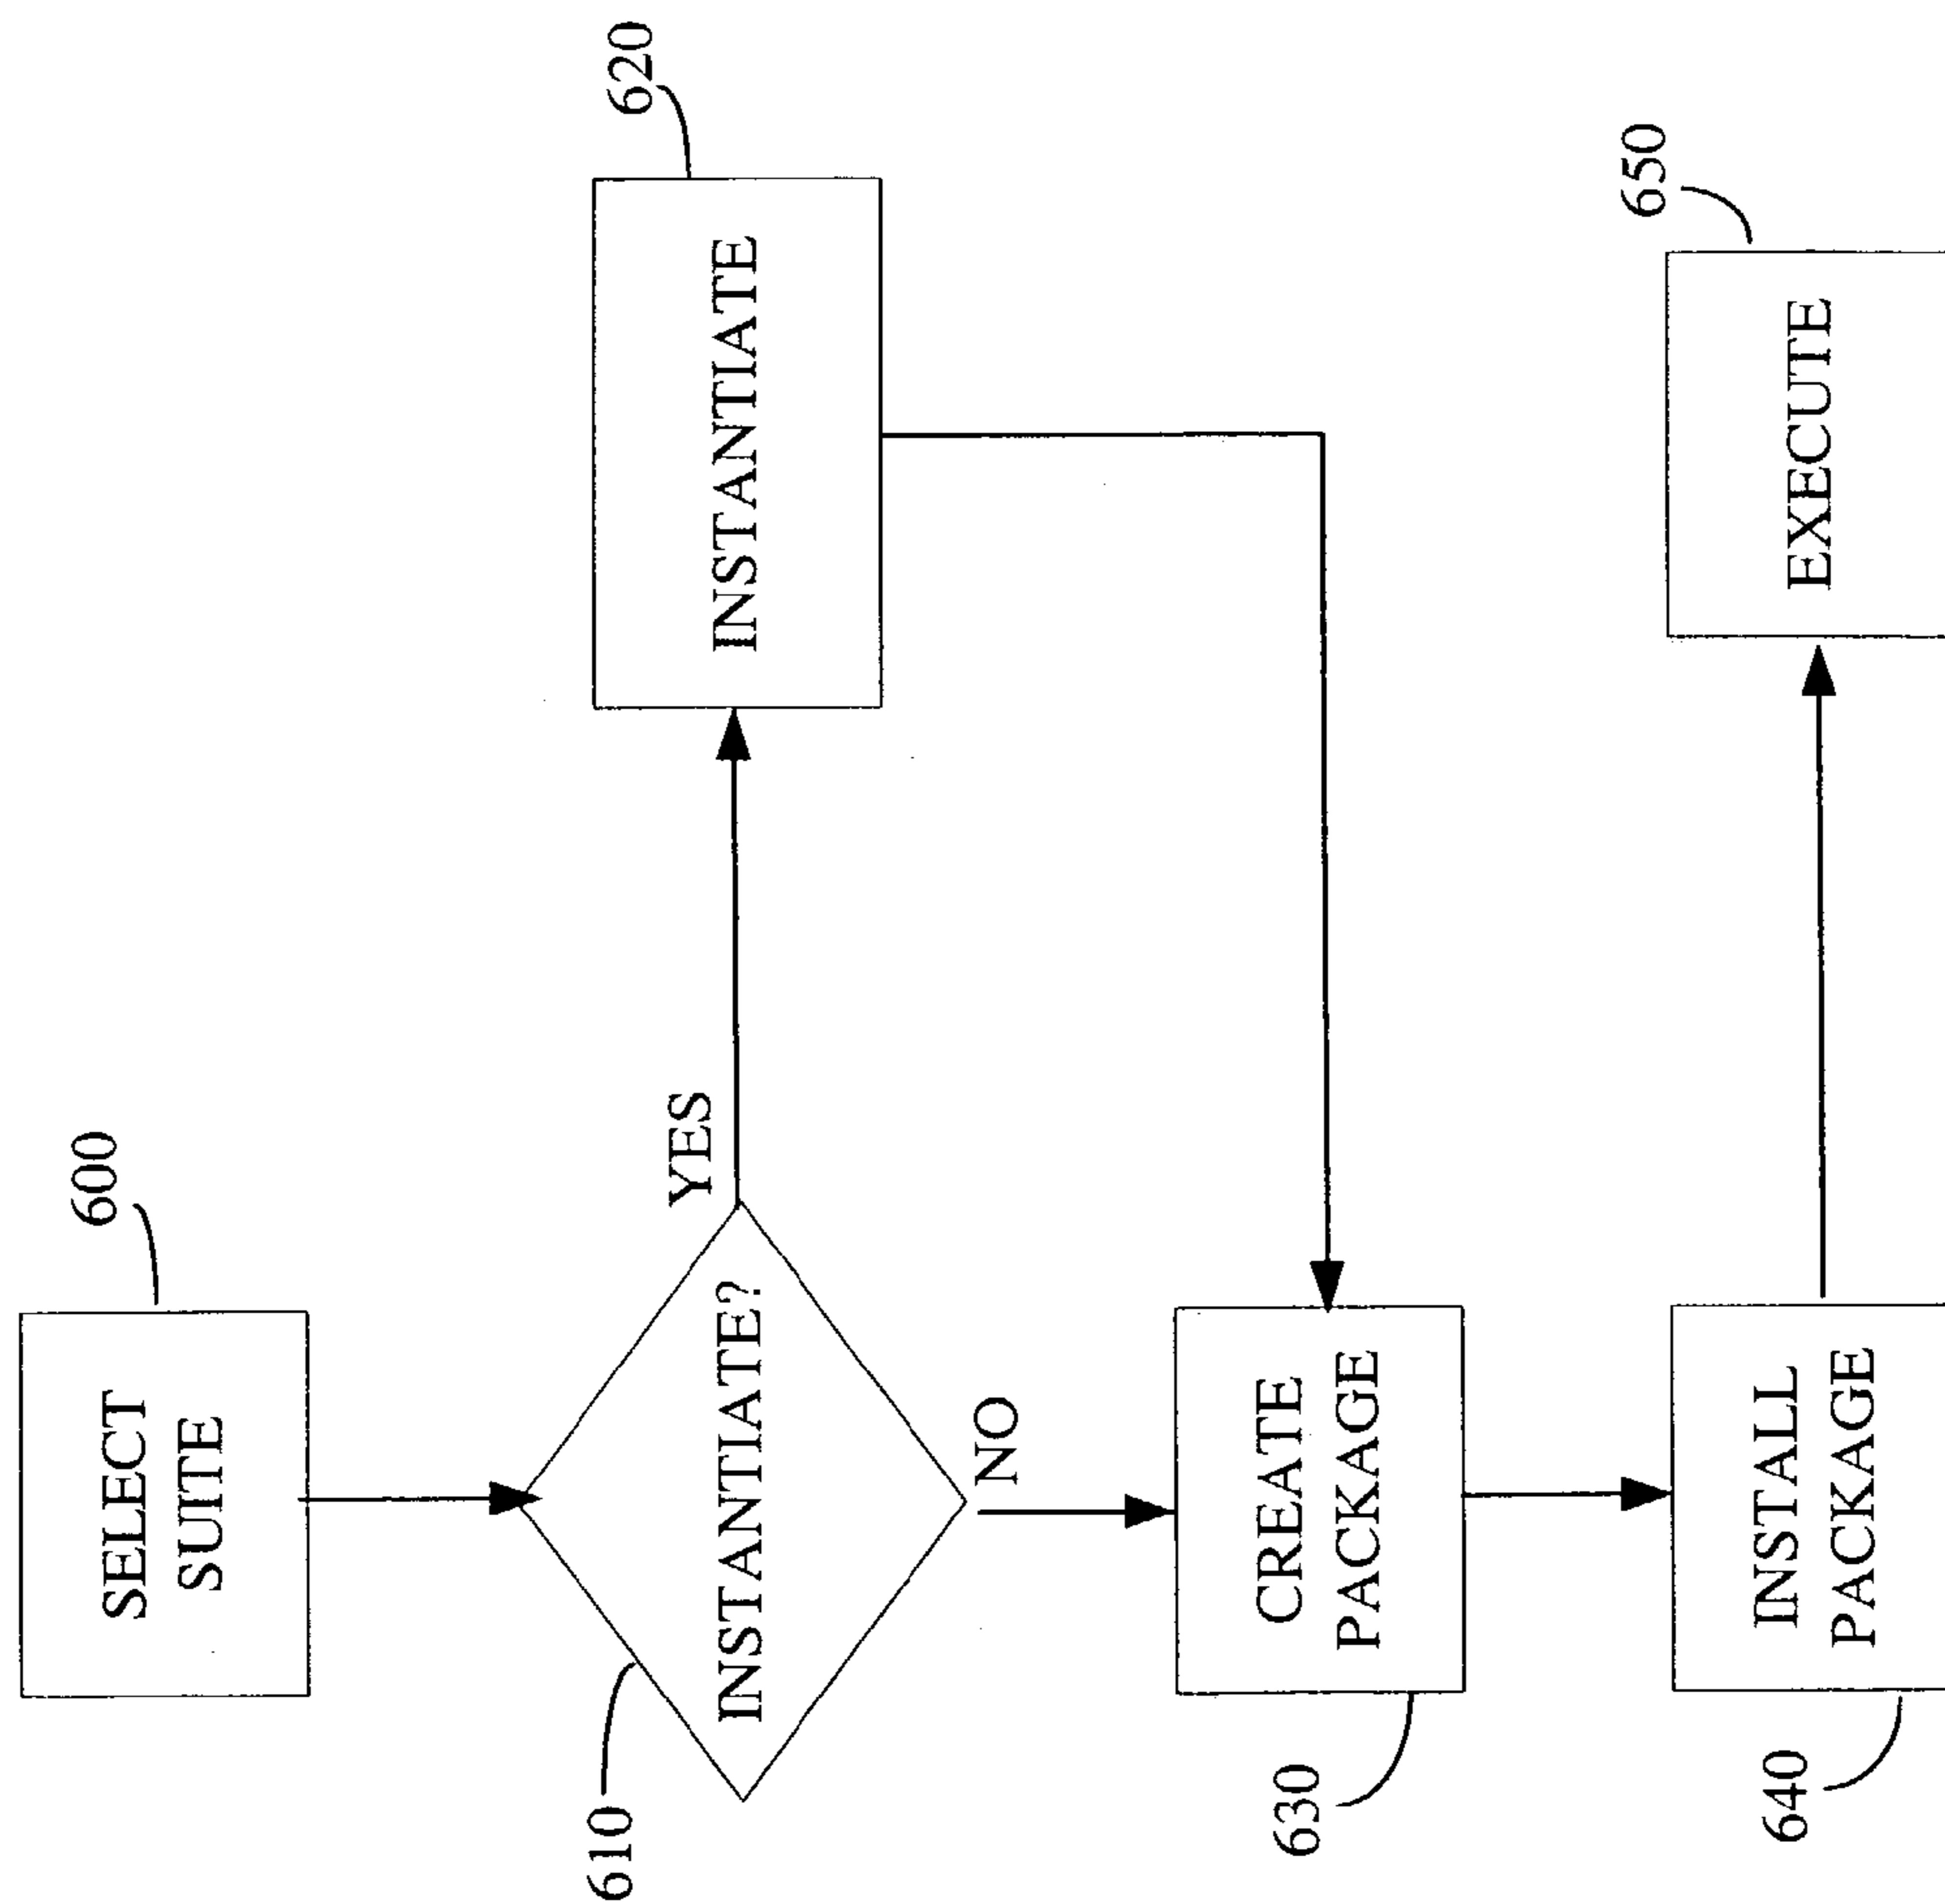 600
SELECT
SUITE
610
INSTANTIATE?
YES
620
INSTANTIATE
NO
630
CREATE
PACKAGE
640
INSTALL
PACKAGE
650
EXECUTE